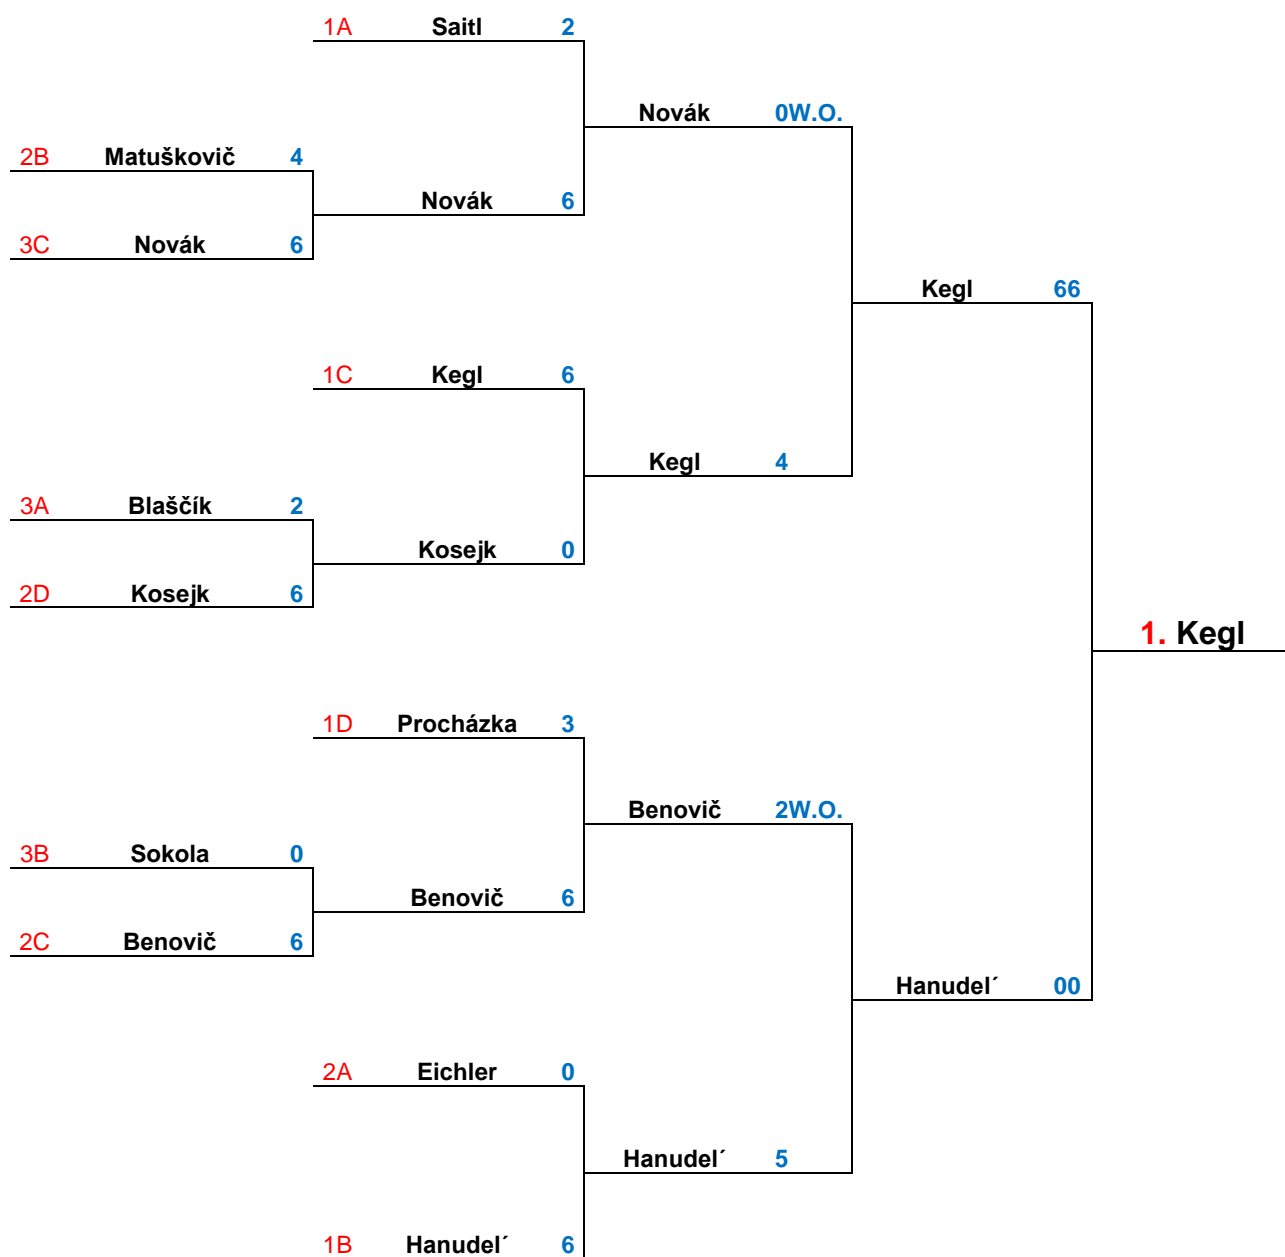 1A Saitl 2
Novák 0W.O.
2B Matuškovič 4
Novák 6
3C Novák 6
Kegl 66
1C Kegl 6
Kegl 4
3A Blaščík 2
Kosejk 0
2D Kosejk 6
1. Kegl
1D Procházka 3
Benovič 2W.O.
3B Sokola 0
Benovič 6
2C Benovič 6
Hanudel´ 00
2A Eichler 0
Hanudel´ 5
1B Hanudel´ 6